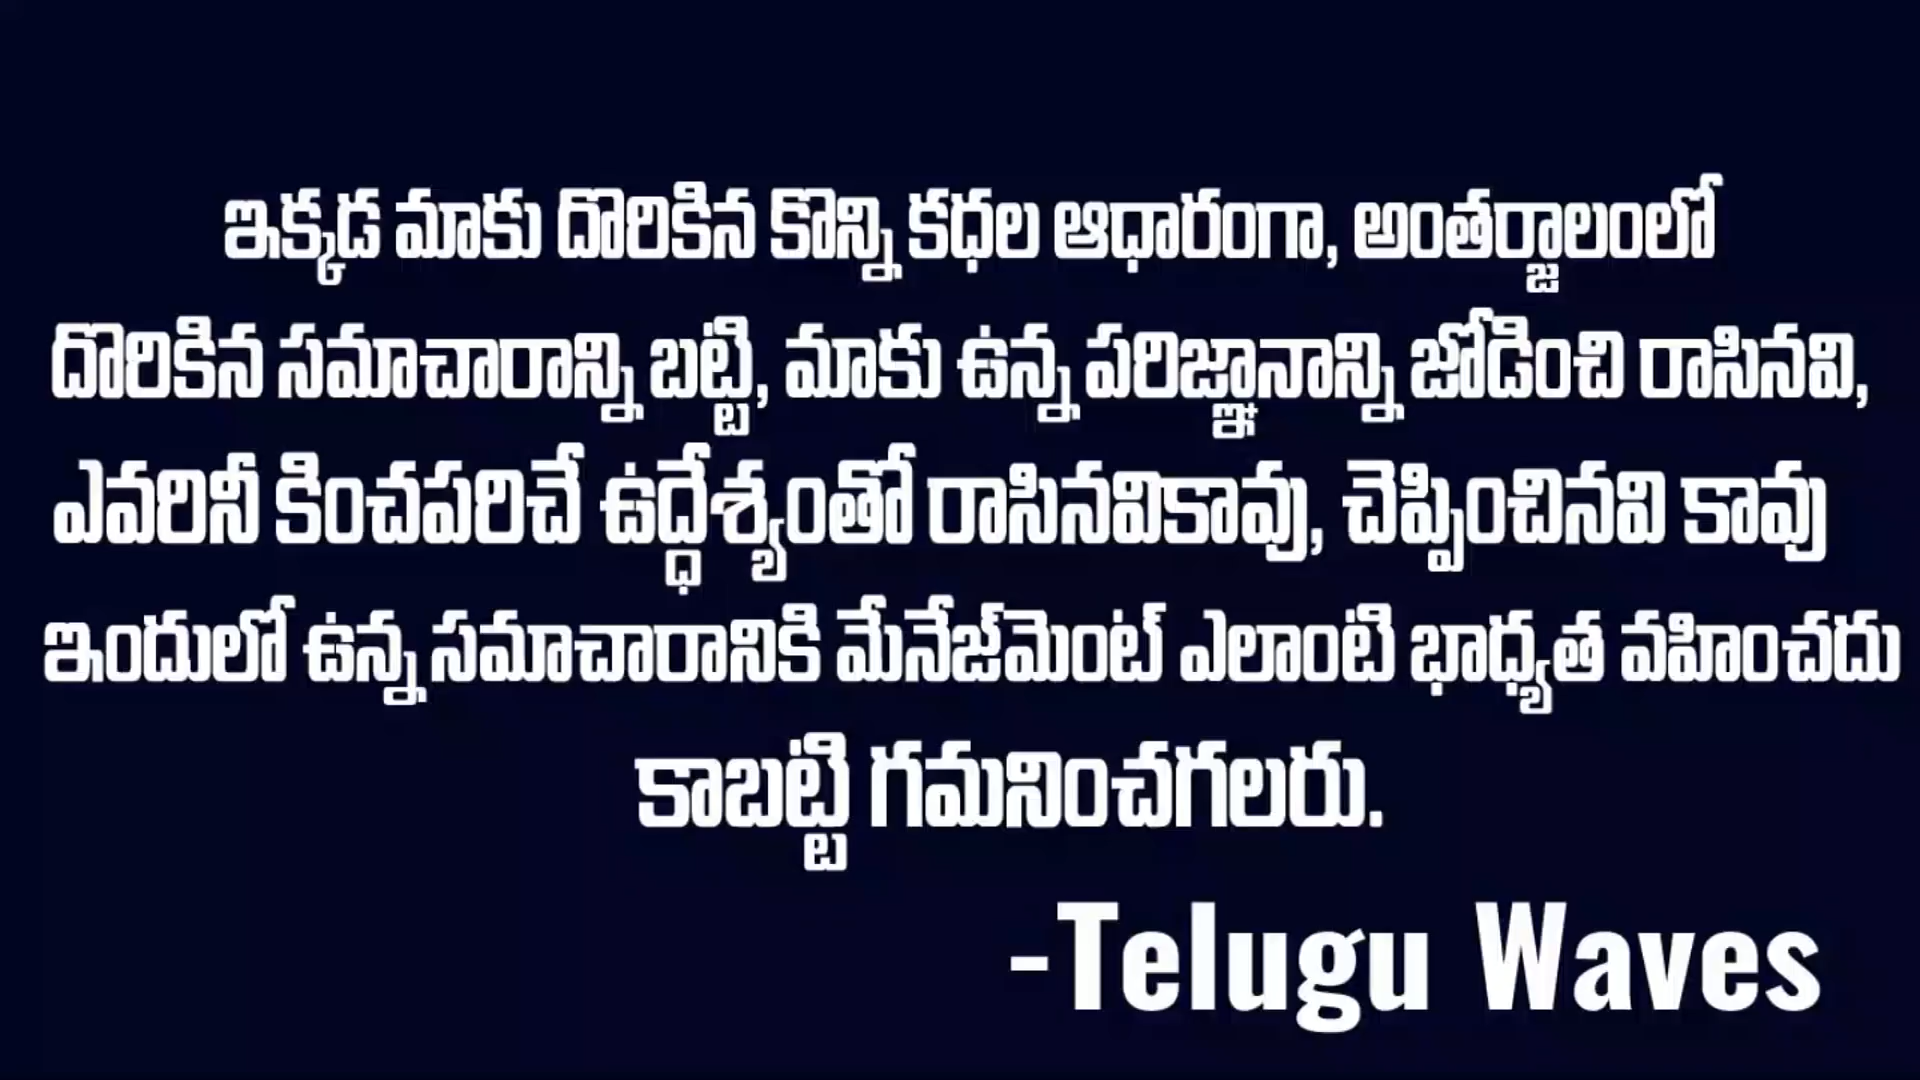 ఇక్కడ మాకు దొరికిన కొన్ని కధల ఆధారంగా, అంతర్జాలంలో
దొరికిన సమాచారాన్ని బట్టి, మాకు ఉన్న పరిజ్ఞానాన్ని జోడించి రాసినవి,
ఎవరినీ కించపరిచే ఉద్ధేశ్యంతో రాసినవికావు, చెప్పించినవి కావు
ఇందులో ఉన్న సమాచారానికి మేనేజ్‌మెంట్ ఎలాంటి భాధ్యత వహించదు
కాబట్టి గమనించగలరు.
-Telugu Waves